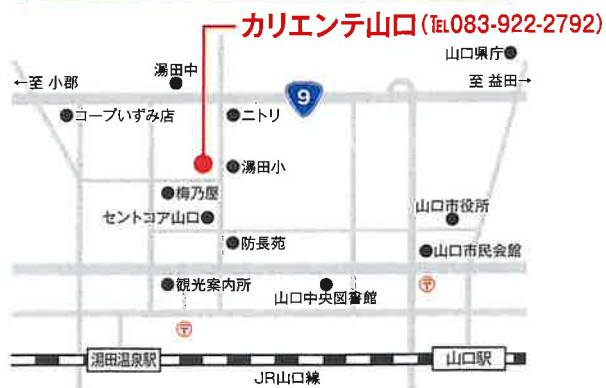 カリエンテ山口(℡083-922-2792)
山口県庁
湯田中
←至 小郡
至 益田→
9
コープいずみ店
ニトリ
湯田小
梅乃屋
セントコア山口
山口市役所
防長苑
山口市民会館
観光案内所
山口中央図書館
〒
〒
湯田温泉駅
山口駅
JR山口線